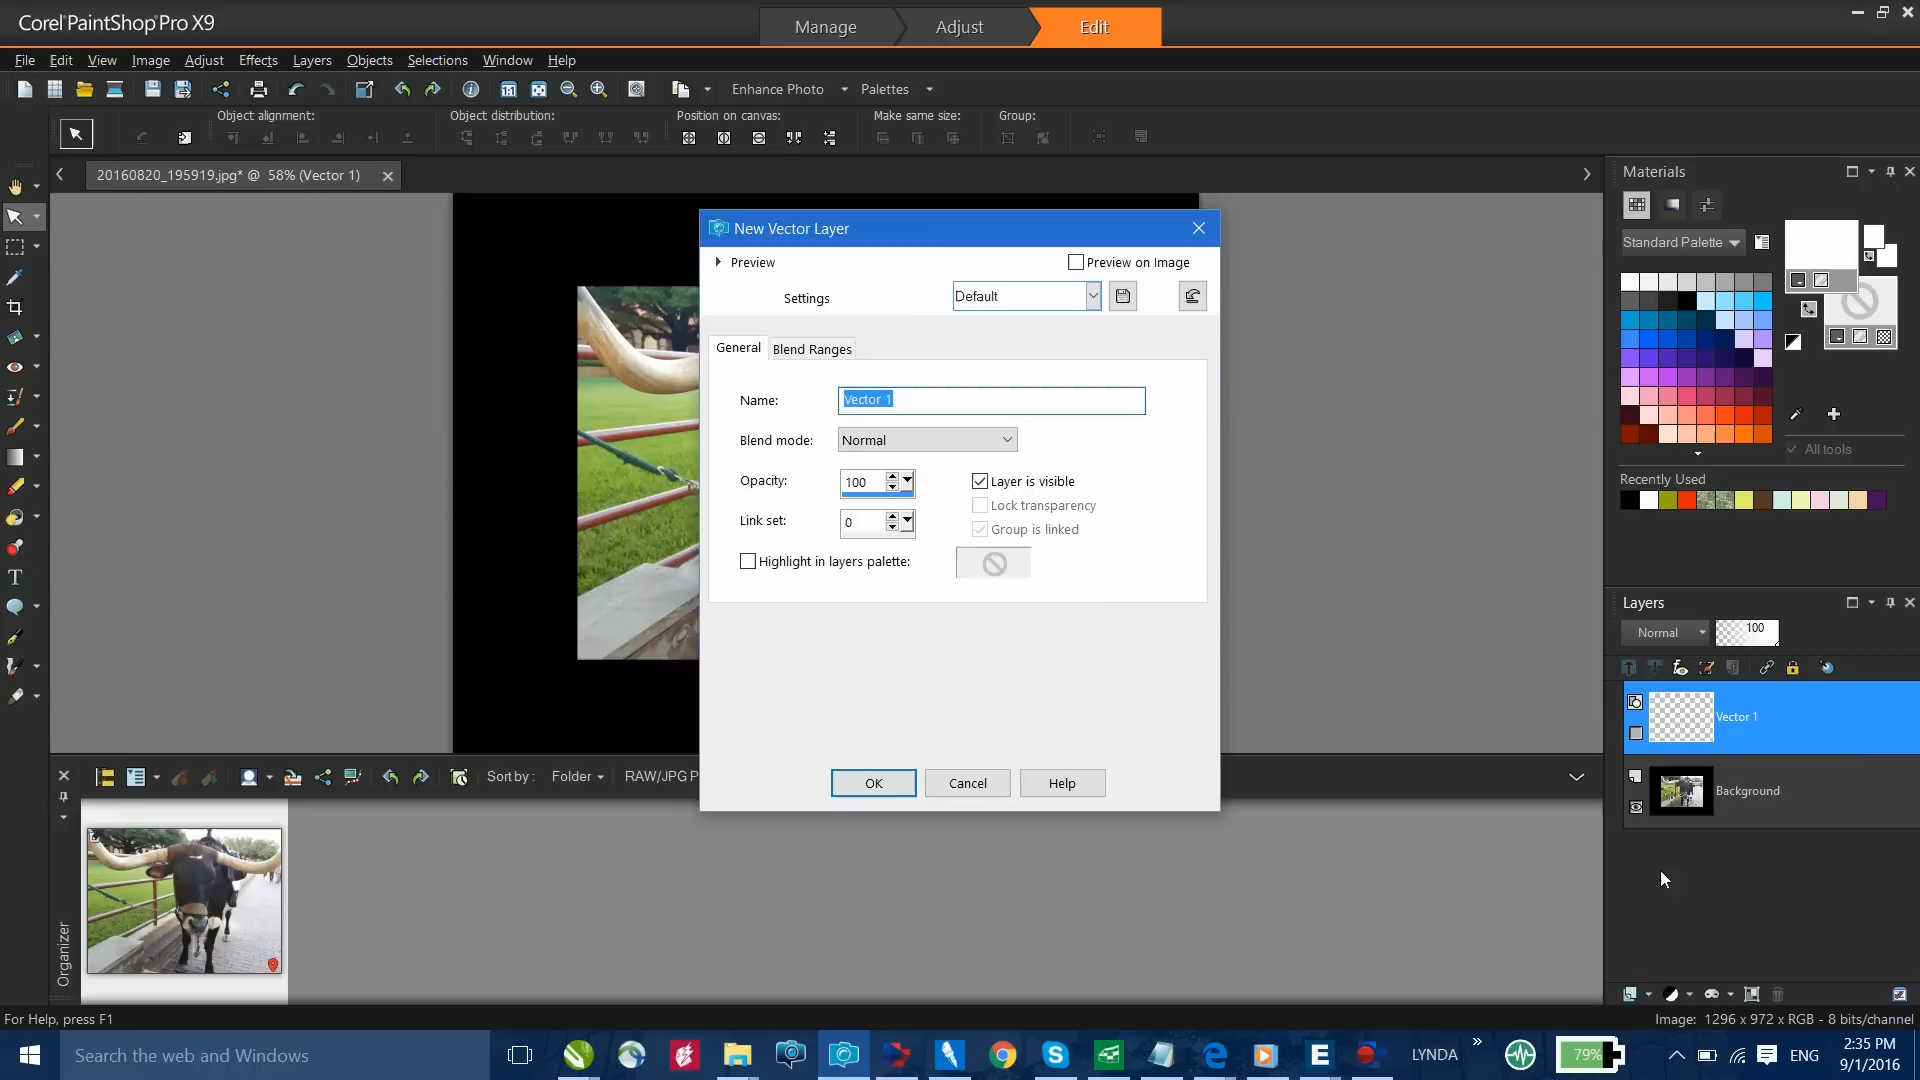 Corel PaintShop Pro X9
Manage
Adjust
Edit
File Edit View Image Adjust Effects Layers Objects Selections Window Help
Enhance Photo
Palettes
Object alignment:
Object distribution:
Position on canvas:
Make same size:
Group:
20160820_195919.jpg* @ 58% (Vector 1)
New Vector Layer
Preview
Preview on Image
Settings
Default
General
Blend Ranges
Name:
Vector 1
Blend mode:
Normal
Opacity:
100
Layer is visible
Lock transparency
Link set:
0
Group is linked
Highlight in layers palette:
OK
Cancel
Help
Materials
Standard Palette
All tools
Recently Used
Layers
Normal
100
Vector 1
Background
Sort by:
Folder
RAW/JPG P
Organizer
For Help, press F1
Image: 1296 x 972 x RGB - 8 bits/channel
Search the web and Windows
LYNDA
79%
ENG
2:35 PM
9/1/2016